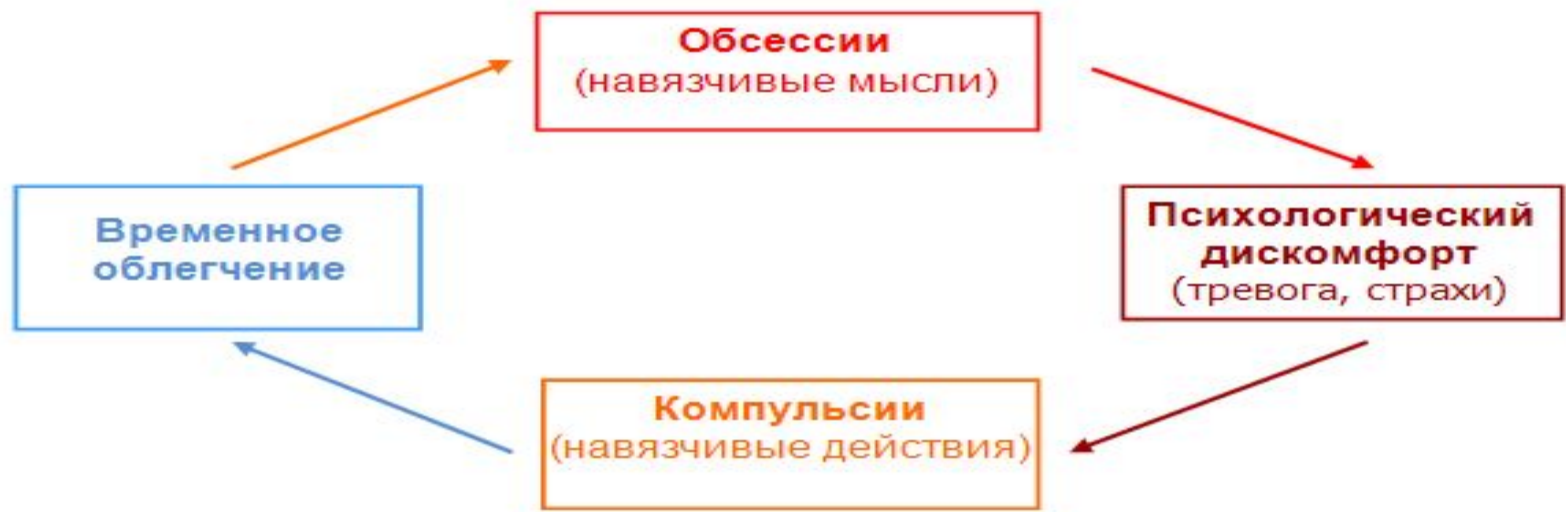 Обсессии
(навязчивые мысли)
Психологический
дискомфорт
(тревога, страхи)
Компульсии
(навязчивые действия)
Временное
облегчение